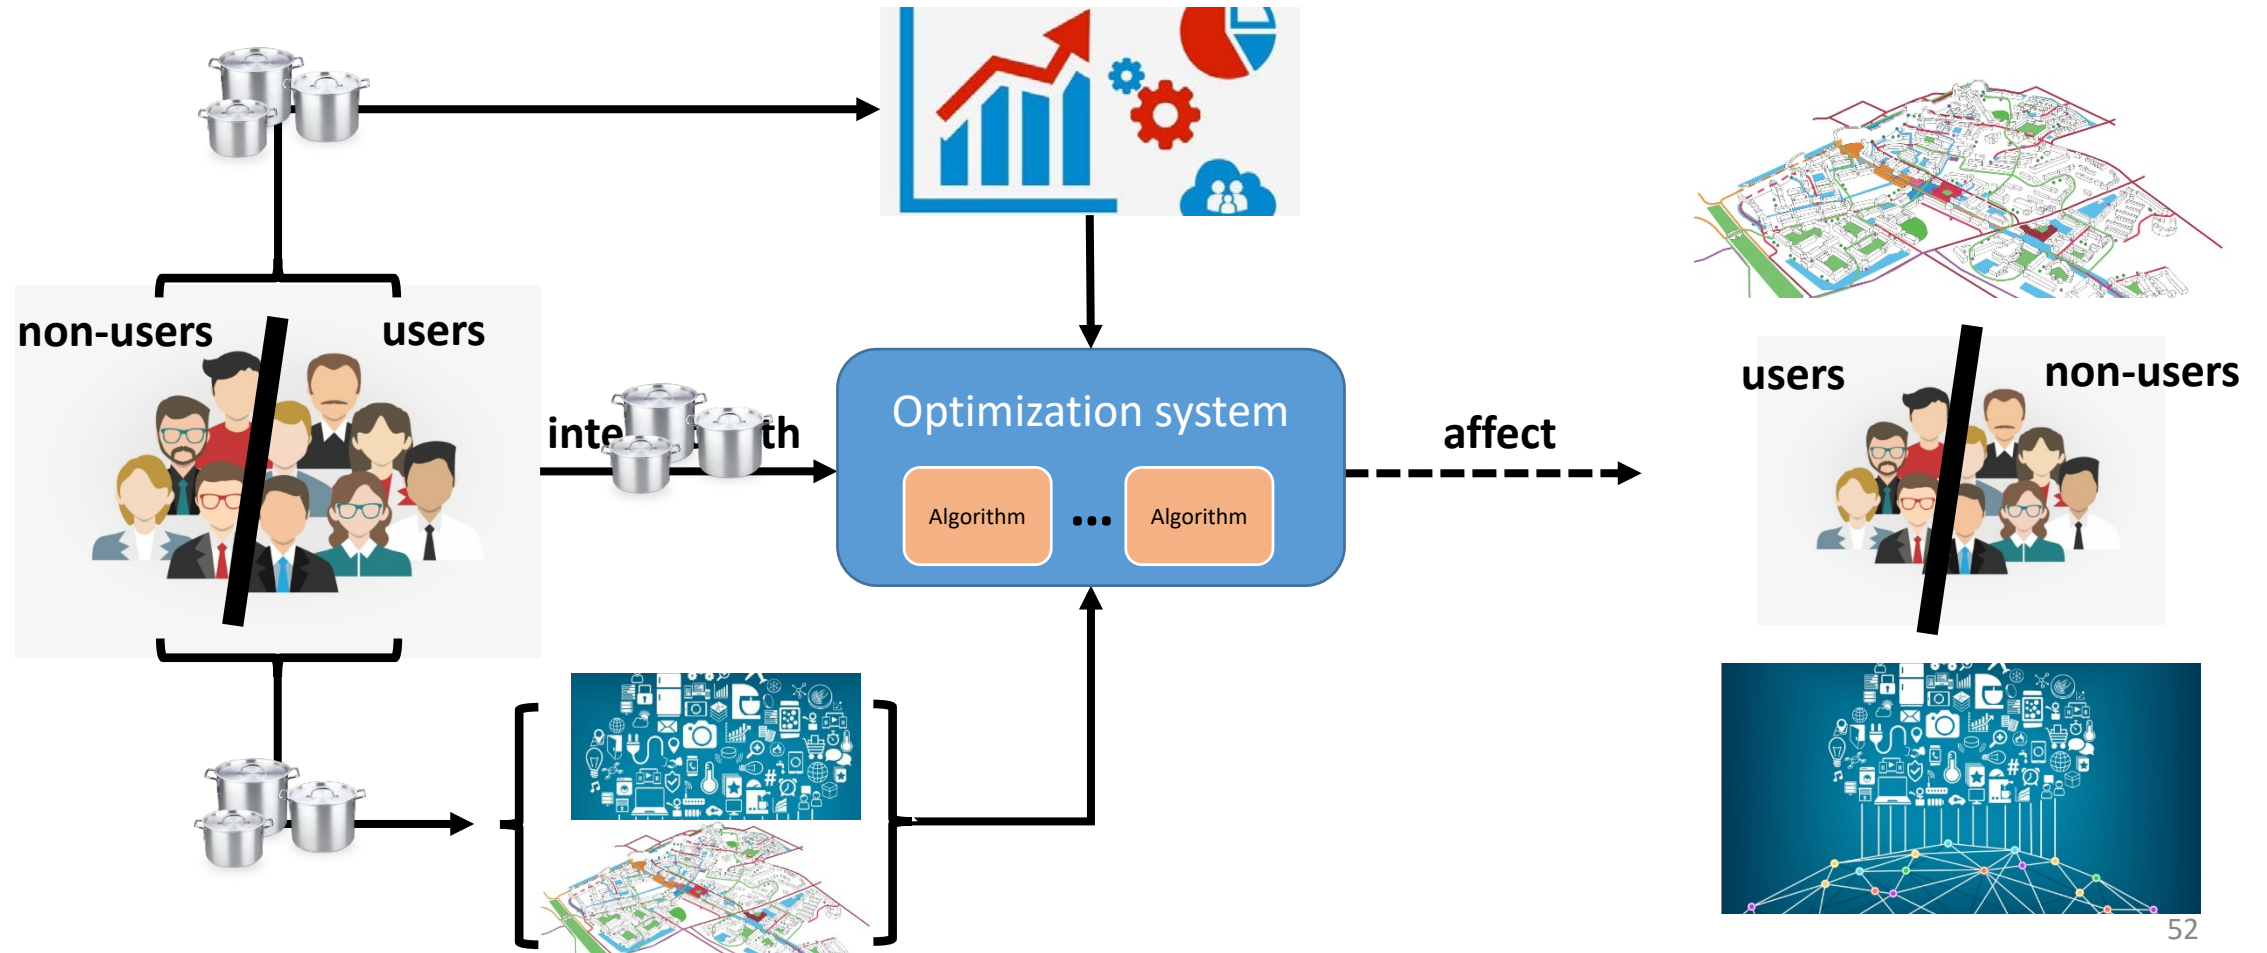 non-users
users
inte th
Optimization system
Algorithm
...
Algorithm
affect
users
non-users
52